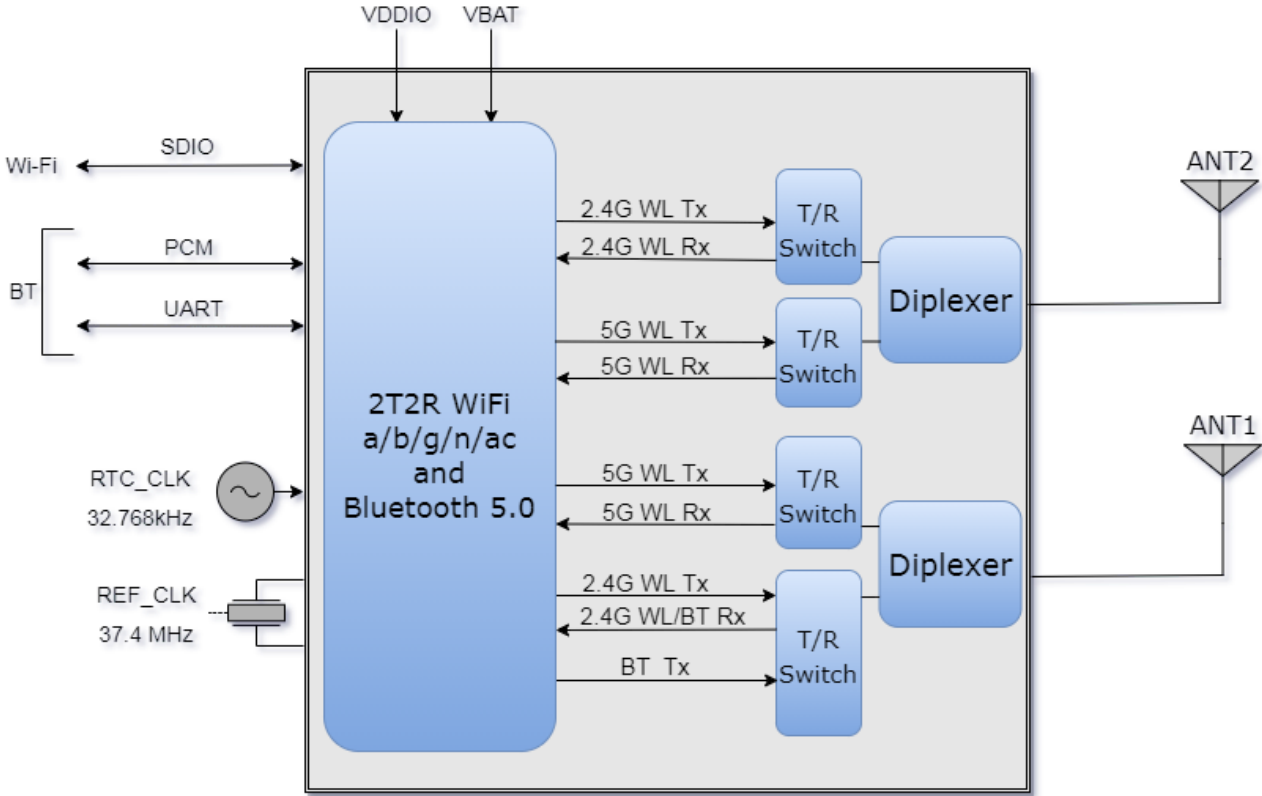 VDDIO
VBAT
Wi-Fi
SDIO
BT
PCM
UART
RTC_CLK
32.768kHz
REF_CLK
37.4 MHz
2T2R WiFi
a/b/g/n/ac
and
Bluetooth 5.0
2.4G WL Tx
2.4G WL Rx
T/R
Switch
5G WL Tx
5G WL Rx
T/R
Switch
Diplexer
ANT2
5G WL Tx
5G WL Rx
T/R
Switch
2.4G WL Tx
2.4G WL/BT Rx
BT Tx
T/R
Switch
Diplexer
ANT1